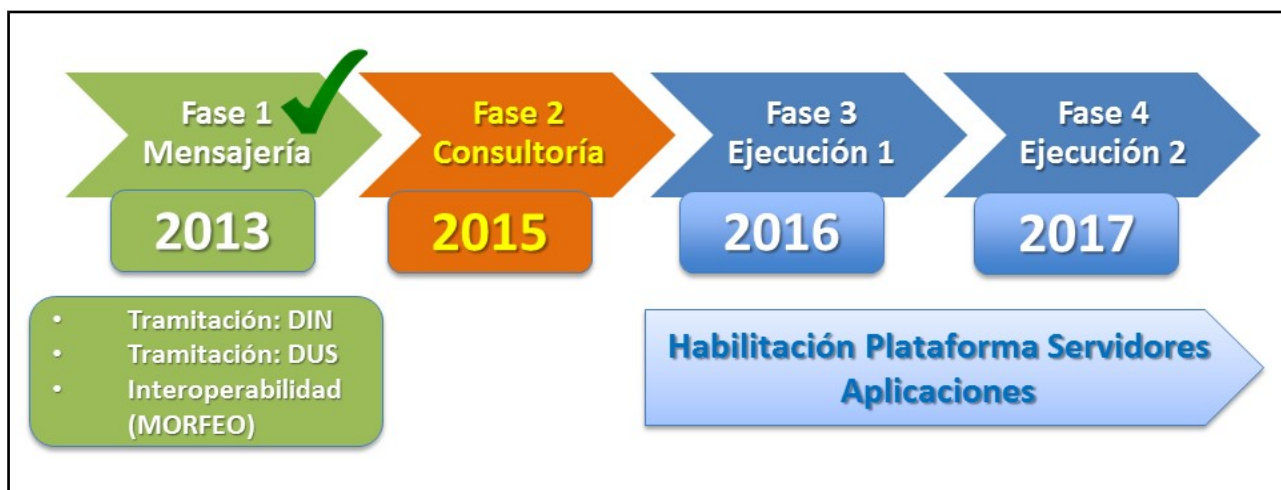 Fase 1
Mensajería
Fase 2
Consultoría
Fase 3
Ejecución 1
Fase 4
Ejecución 2
2013
2015
2016
2017
• Tramitación: DIN
• Tramitación: DUS
• Interoperabilidad
(MORFEO)
Habilitación Plataforma Servidores
Aplicaciones